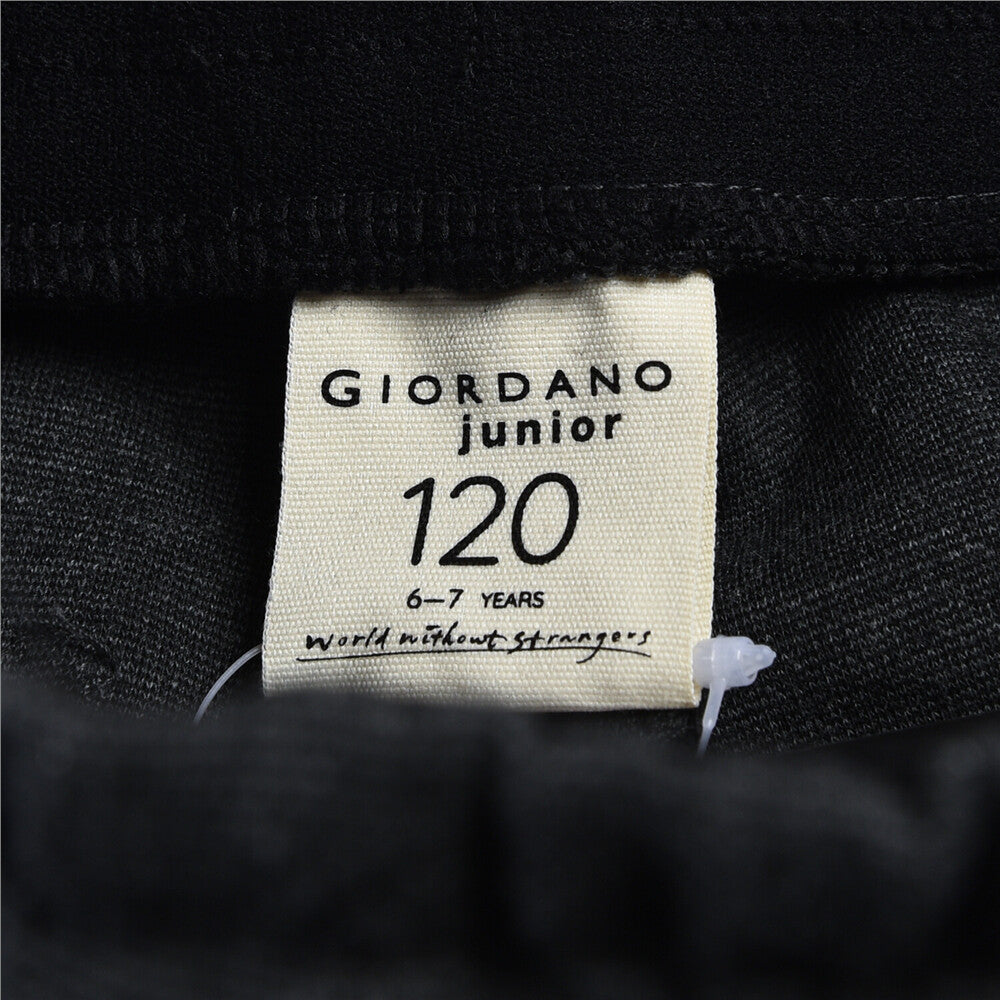 GIORDANO
junior
120
6–7 YEARS
World without strangers